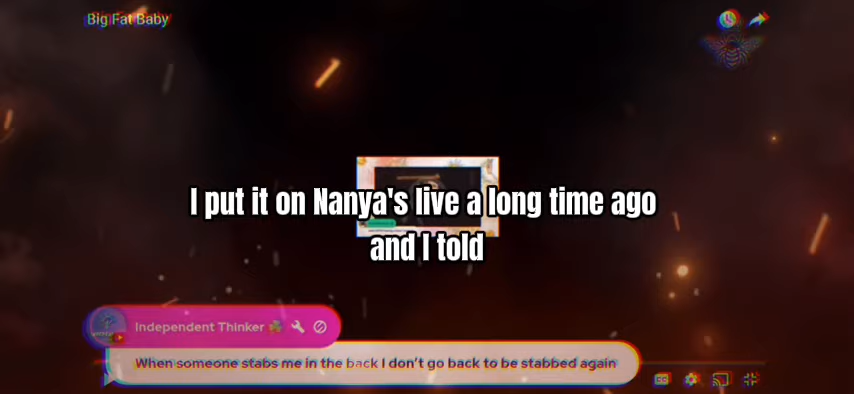 Big Fat Baby
I put it on Nanya's live a long time ago
and I told
Independent Thinker
When someone stabs me in the back I don't go back to be stabbed again
CC